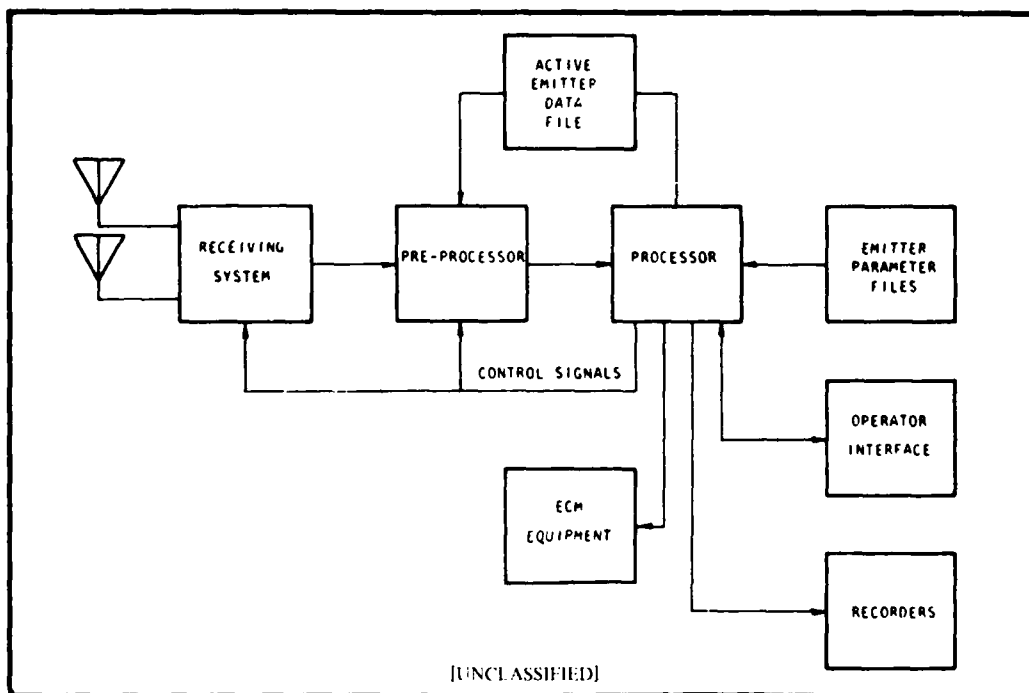 ACTIVE
EMITTER
DATA
FILE
RECEIVING
SYSTEM
PRE-PROCESSOR
PROCESSOR
EMITTER
PARAMETER
FILES
CONTROL SIGNALS
OPERATOR
INTERFACE
ECM
EQUIPMENT
RECORDERS
[UNCLASSIFIED]